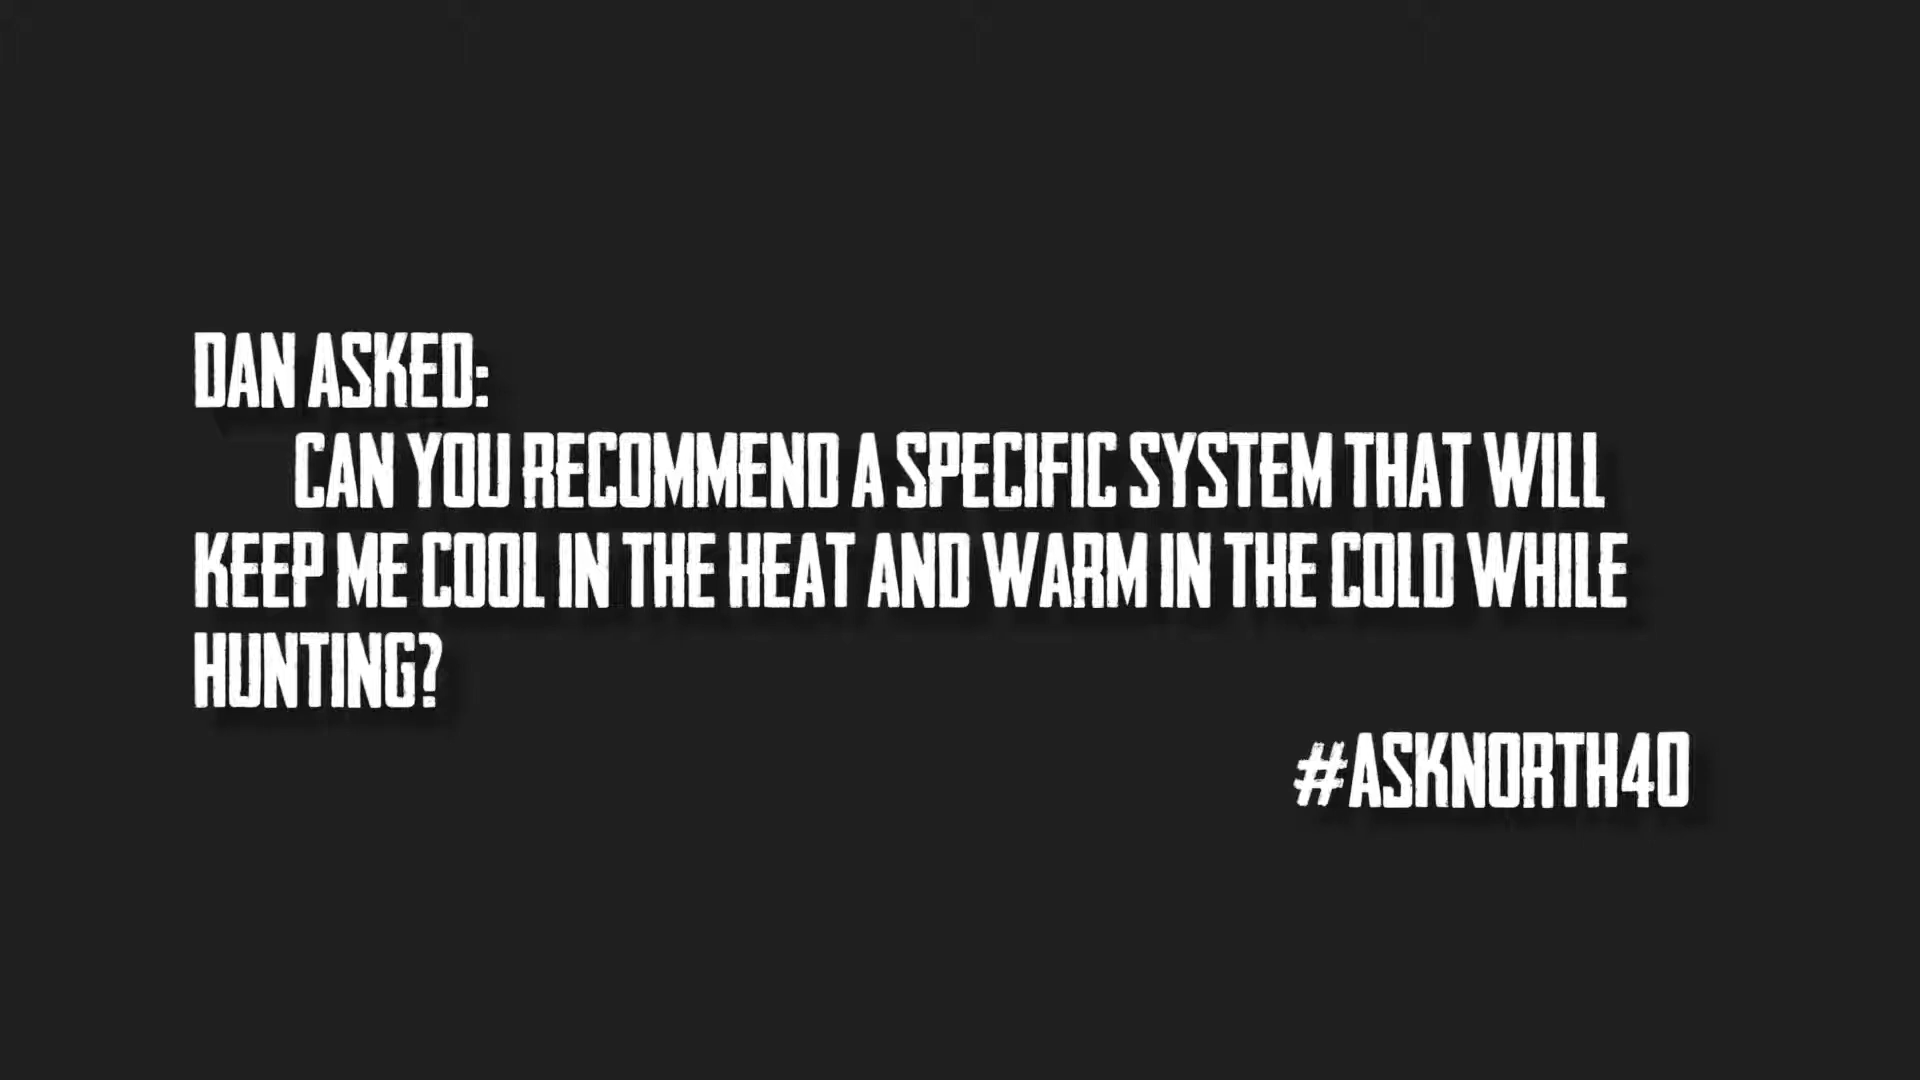 DAN ASKED:
CAN YOU RECOMMEND A SPECIFIC SYSTEM THAT WILL
KEEP ME COOL IN THE HEAT AND WARM IN THE COLD WHILE
HUNTING?
#ASKNORTH40